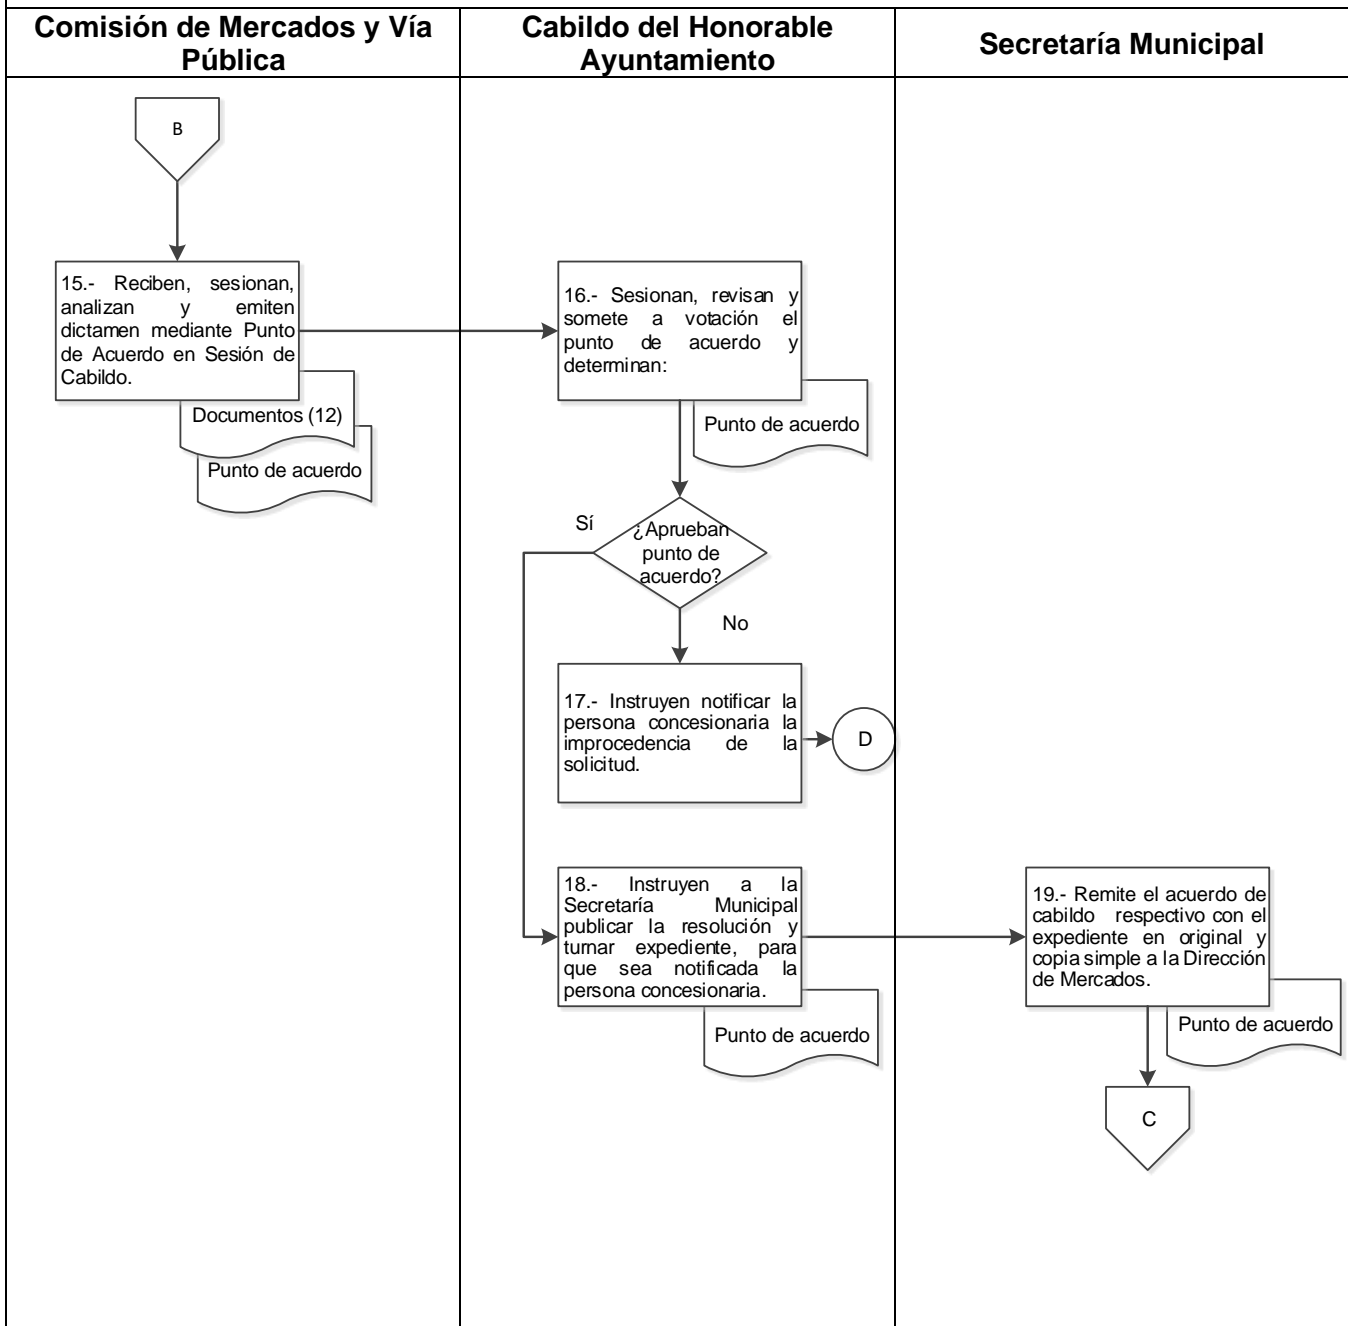 Comisión de Mercados y Vía
Pública
Cabildo del Honorable
Ayuntamiento
Secretaría Municipal
B
15.- Reciben, sesionan,
analizan y emiten
dictamen mediante Punto
de Acuerdo en Sesión de
Cabildo.
Documentos (12)
Punto de acuerdo
16.- Sesionan, revisan y
somete a votación el
punto de acuerdo y
determinan:
Punto de acuerdo
¿Aprueban
punto de
acuerdo?
Sí
No
17.- Instruyen notificar la
persona concesionaria la
improcedencia de la
solicitud.
D
18.- Instruyen a la
Secretaría Municipal
publicar la resolución y
turnar expediente, para
que sea notificada la
persona concesionaria.
Punto de acuerdo
19.- Remite el acuerdo de
cabildo respectivo con el
expediente en original y
copia simple a la Dirección
de Mercados.
Punto de acuerdo
C